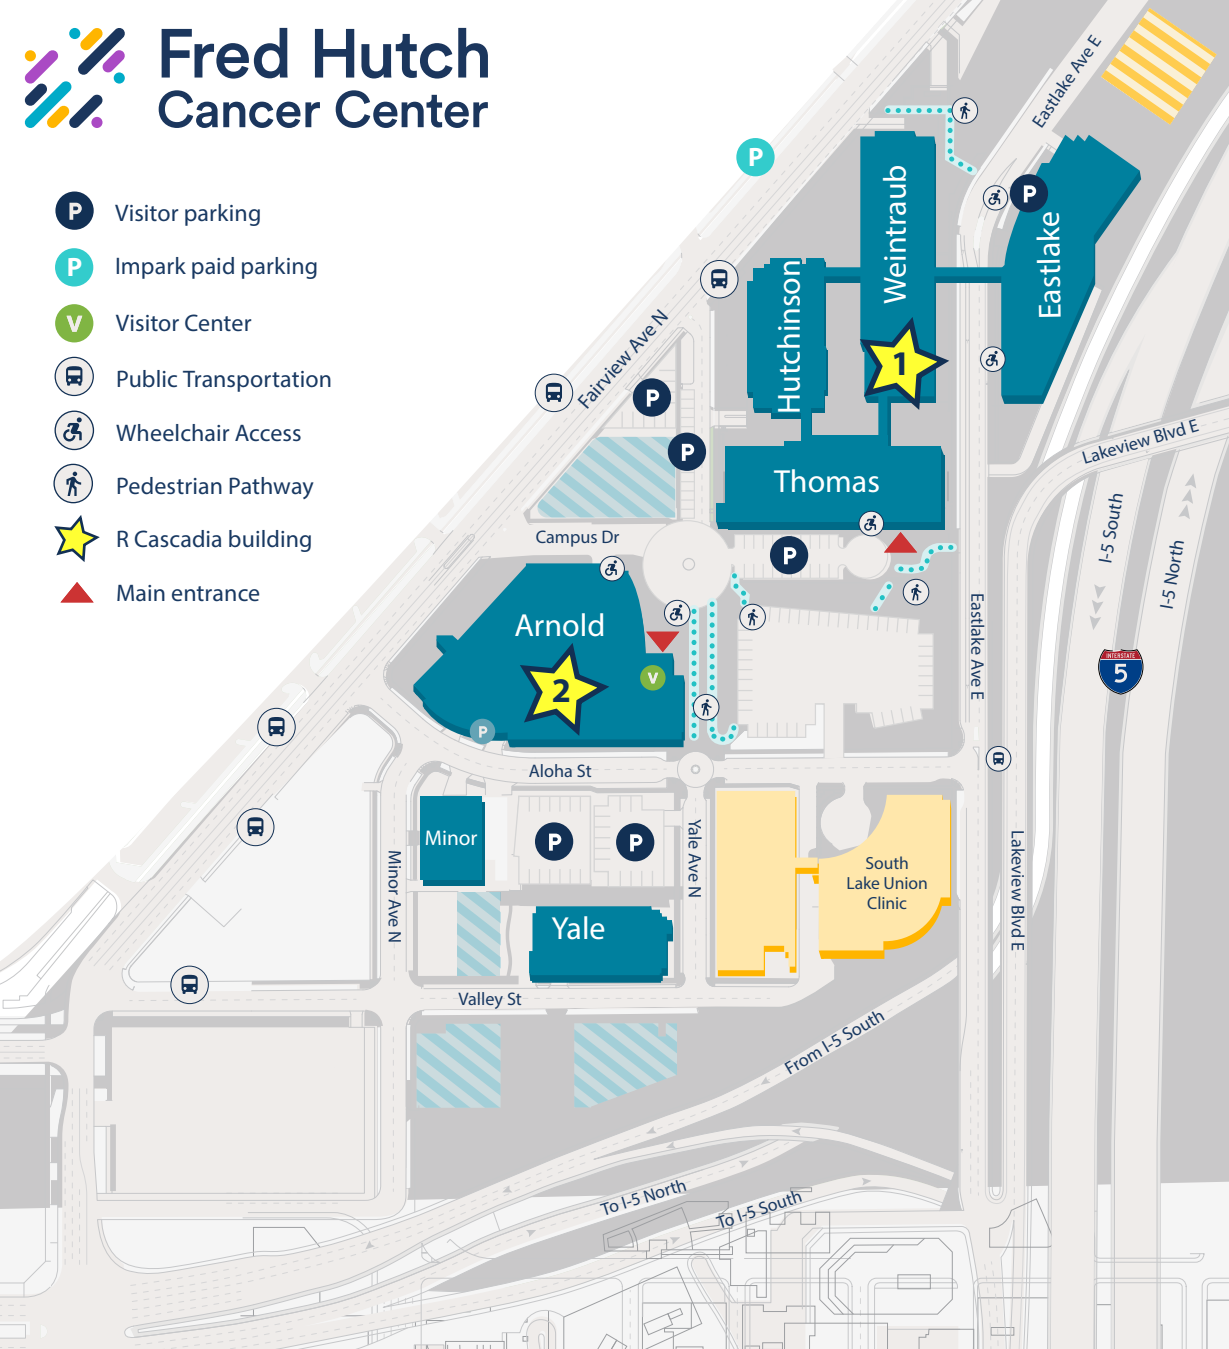 Fred Hutch
Cancer Center
P Visitor parking
P Impark paid parking
V Visitor Center
Public Transportation
Wheelchair Access
Pedestrian Pathway
R Cascadia building
Main entrance
Eastlake Ave E
P
P
Weintraub
Eastlake
Hutchinson
Fairview Ave N
1
P
P
Lakeview Blvd E
Thomas
I-5 South
I-5 North
Campus Dr
P
Arnold
Eastlake Ave E
V
2
INTERSTATE
5
P
Aloha St
Minor
P
P
Yale Ave N
Minor Ave N
South
Lake Union
Clinic
Lakeview Blvd E
Yale
Valley St
From I-5 South
To I-5 North
To I-5 South